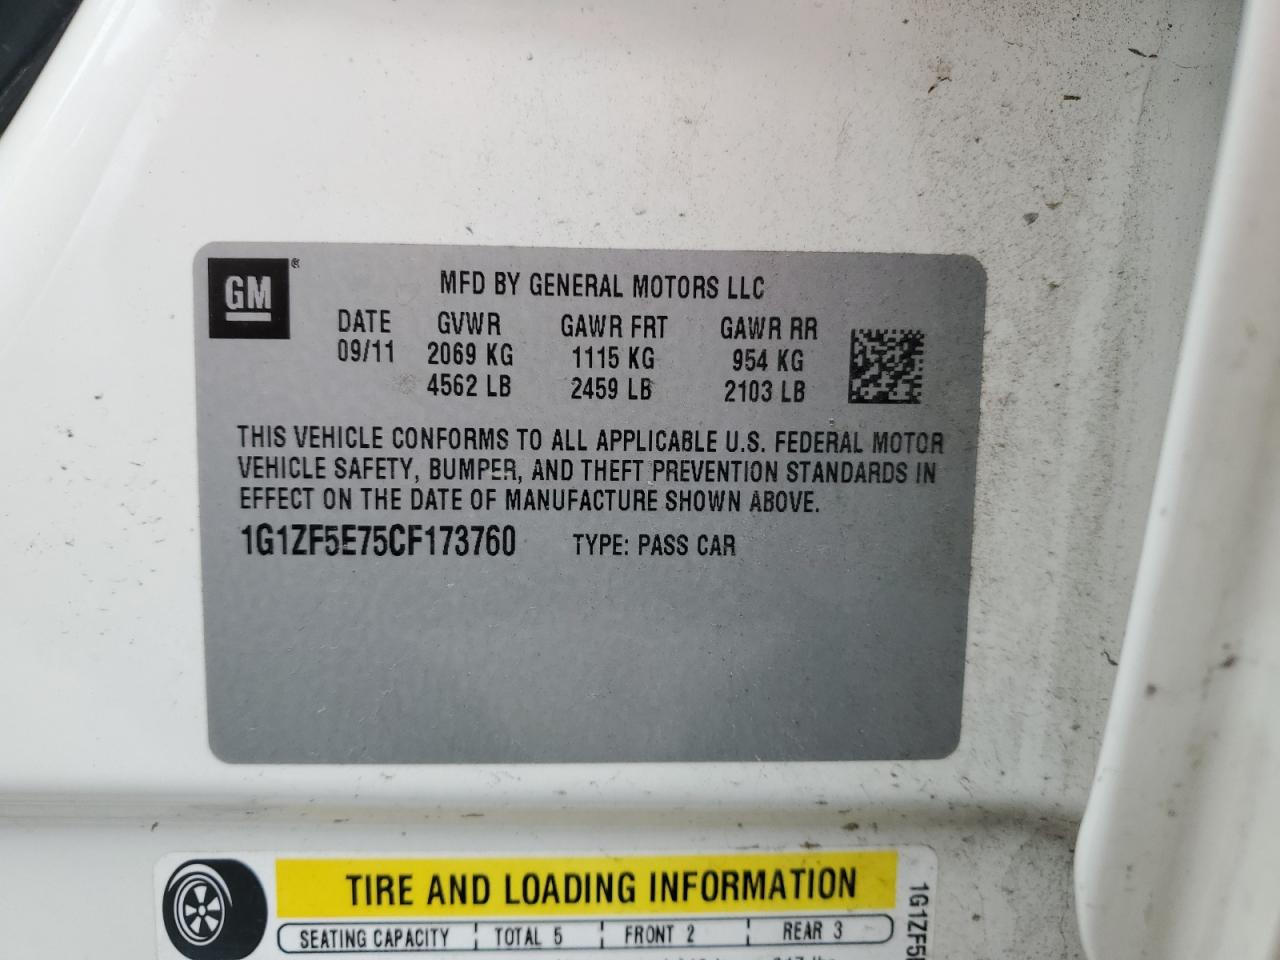 GM®
MFD BY GENERAL MOTORS LLC
DATE GVWR GAWR FRT GAWR RR
09/11 2069 KG 1115 KG 954 KG
4562 LB 2459 LB 2103 LB
THIS VEHICLE CONFORMS TO ALL APPLICABLE U.S. FEDERAL MOTOR
VEHICLE SAFETY, BUMPER, AND THEFT PREVENTION STANDARDS IN
EFFECT ON THE DATE OF MANUFACTURE SHOWN ABOVE.
1G1ZF5E75CF173760 TYPE: PASS CAR
TIRE AND LOADING INFORMATION
SEATING CAPACITY TOTAL 5 FRONT 2 REAR 3
1G1ZF5